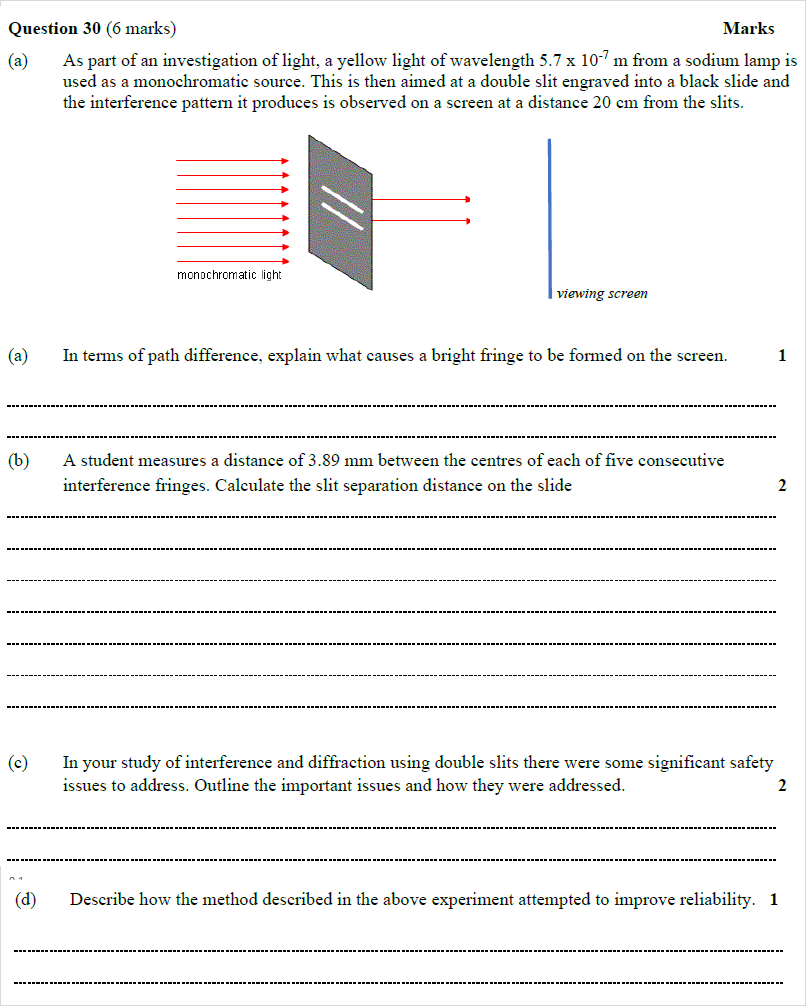 Question 30 (6 marks) Marks
(a) As part of an investigation of light, a yellow light of wavelength 5.7 x 10⁻⁷ m from a sodium lamp is
used as a monochromatic source. This is then aimed at a double slit engraved into a black slide and
the interference pattern it produces is observed on a screen at a distance 20 cm from the slits.
monochromatic light
viewing screen
(a) In terms of path difference, explain what causes a bright fringe to be formed on the screen. 1
(b) A student measures a distance of 3.89 mm between the centres of each of five consecutive
interference fringes. Calculate the slit separation distance on the slide 2
(c) In your study of interference and diffraction using double slits there were some significant safety
issues to address. Outline the important issues and how they were addressed. 2
(d) Describe how the method described in the above experiment attempted to improve reliability. 1